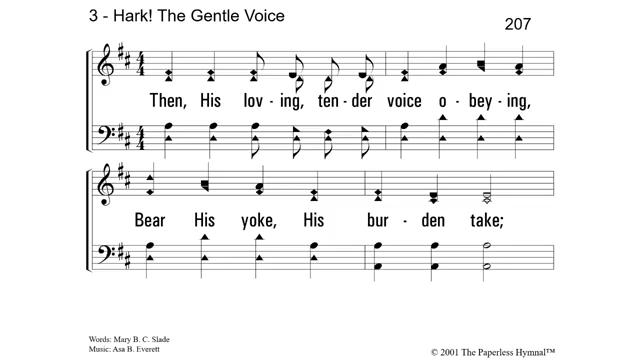 3 - Hark! The Gentle Voice
207
Then, His lov - ing, ten - der voice o - bey - ing,
Bear His yoke, His bur - den take;
Words: Mary B. C. Slade
Music: Asa B. Everett
© 2001 The Paperless Hymnal™